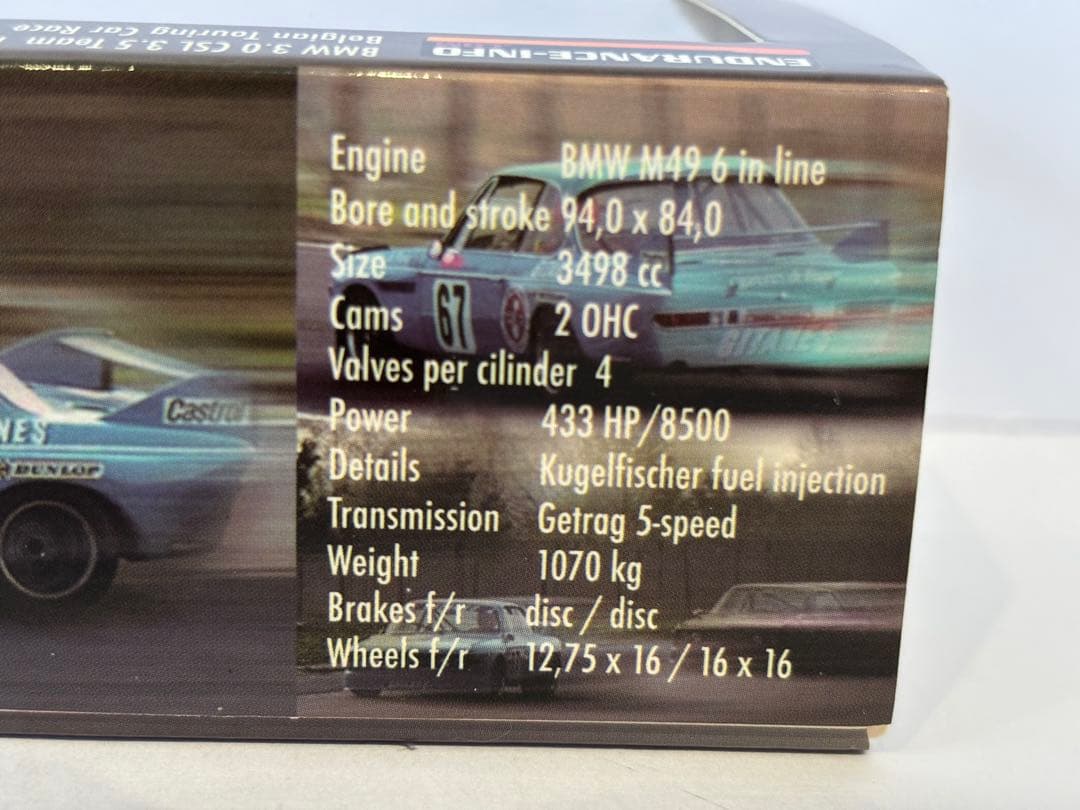 BMW 3.0 CSL 3.5 Team
Belgian Touring Car Race
ENDURANCE-INFO
Engine BMW M49 6 in line
Bore and stroke 94,0 x 84,0
Size 3498 cc
67
Cams 2 OHC
GITANES
Valves per cilinder 4
Castrol
NES
DUNLOP
Power 433 HP/8500
Details Kugelfischer fuel injection
Transmission Getrag 5-speed
Weight 1070 kg
Brakes f/r disc / disc
Wheels f/r 12,75 x 16 / 16 x 16